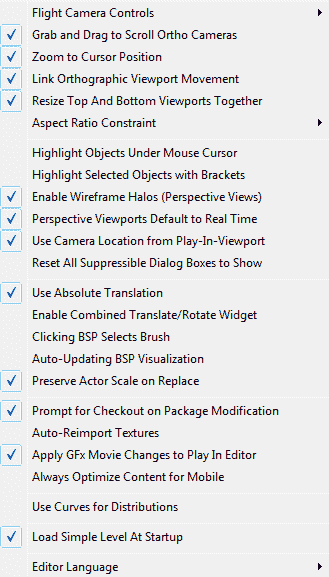 Flight Camera Controls
Grab and Drag to Scroll Ortho Cameras
Zoom to Cursor Position
Link Orthographic Viewport Movement
Resize Top And Bottom Viewports Together
Aspect Ratio Constraint
Highlight Objects Under Mouse Cursor
Highlight Selected Objects with Brackets
Enable Wireframe Halos (Perspective Views)
Perspective Viewports Default to Real Time
Use Camera Location from Play-In-Viewport
Reset All Suppressible Dialog Boxes to Show
Use Absolute Translation
Enable Combined Translate/Rotate Widget
Clicking BSP Selects Brush
Auto-Updating BSP Visualization
Preserve Actor Scale on Replace
Prompt for Checkout on Package Modification
Auto-Reimport Textures
Apply GFx Movie Changes to Play In Editor
Always Optimize Content for Mobile
Use Curves for Distributions
Load Simple Level At Startup
Editor Language